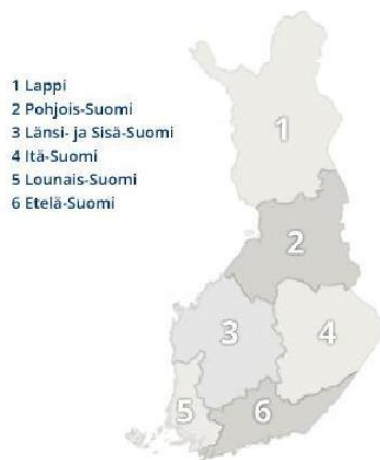 1 Lappi
2 Pohjois-Suomi
3 Länsi- ja Sisä-Suomi
4 Itä-Suomi
5 Lounais-Suomi
6 Etelä-Suomi
1
2
3
4
5
6